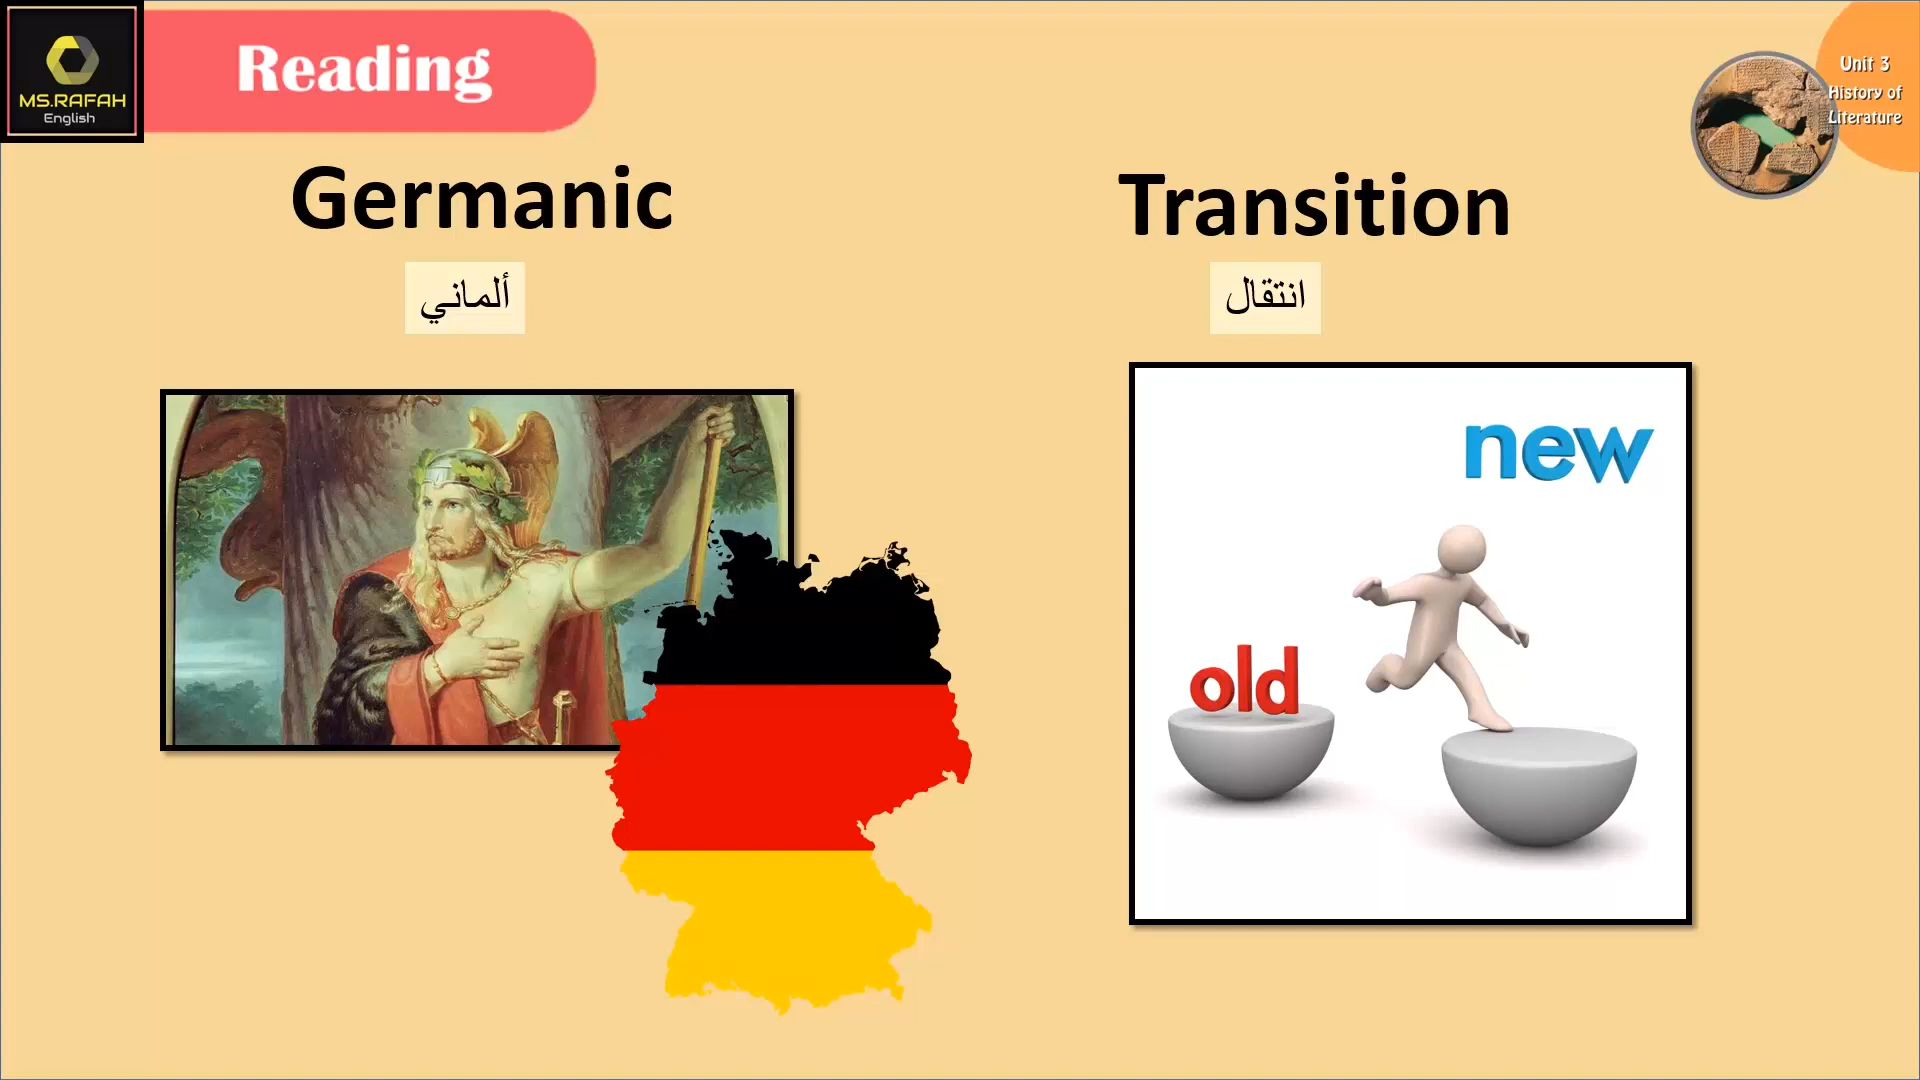 MS.RAFAH
English
Reading
Unit 3
History of
Literature
Germanic
ألماني
Transition
انتقال
new
old